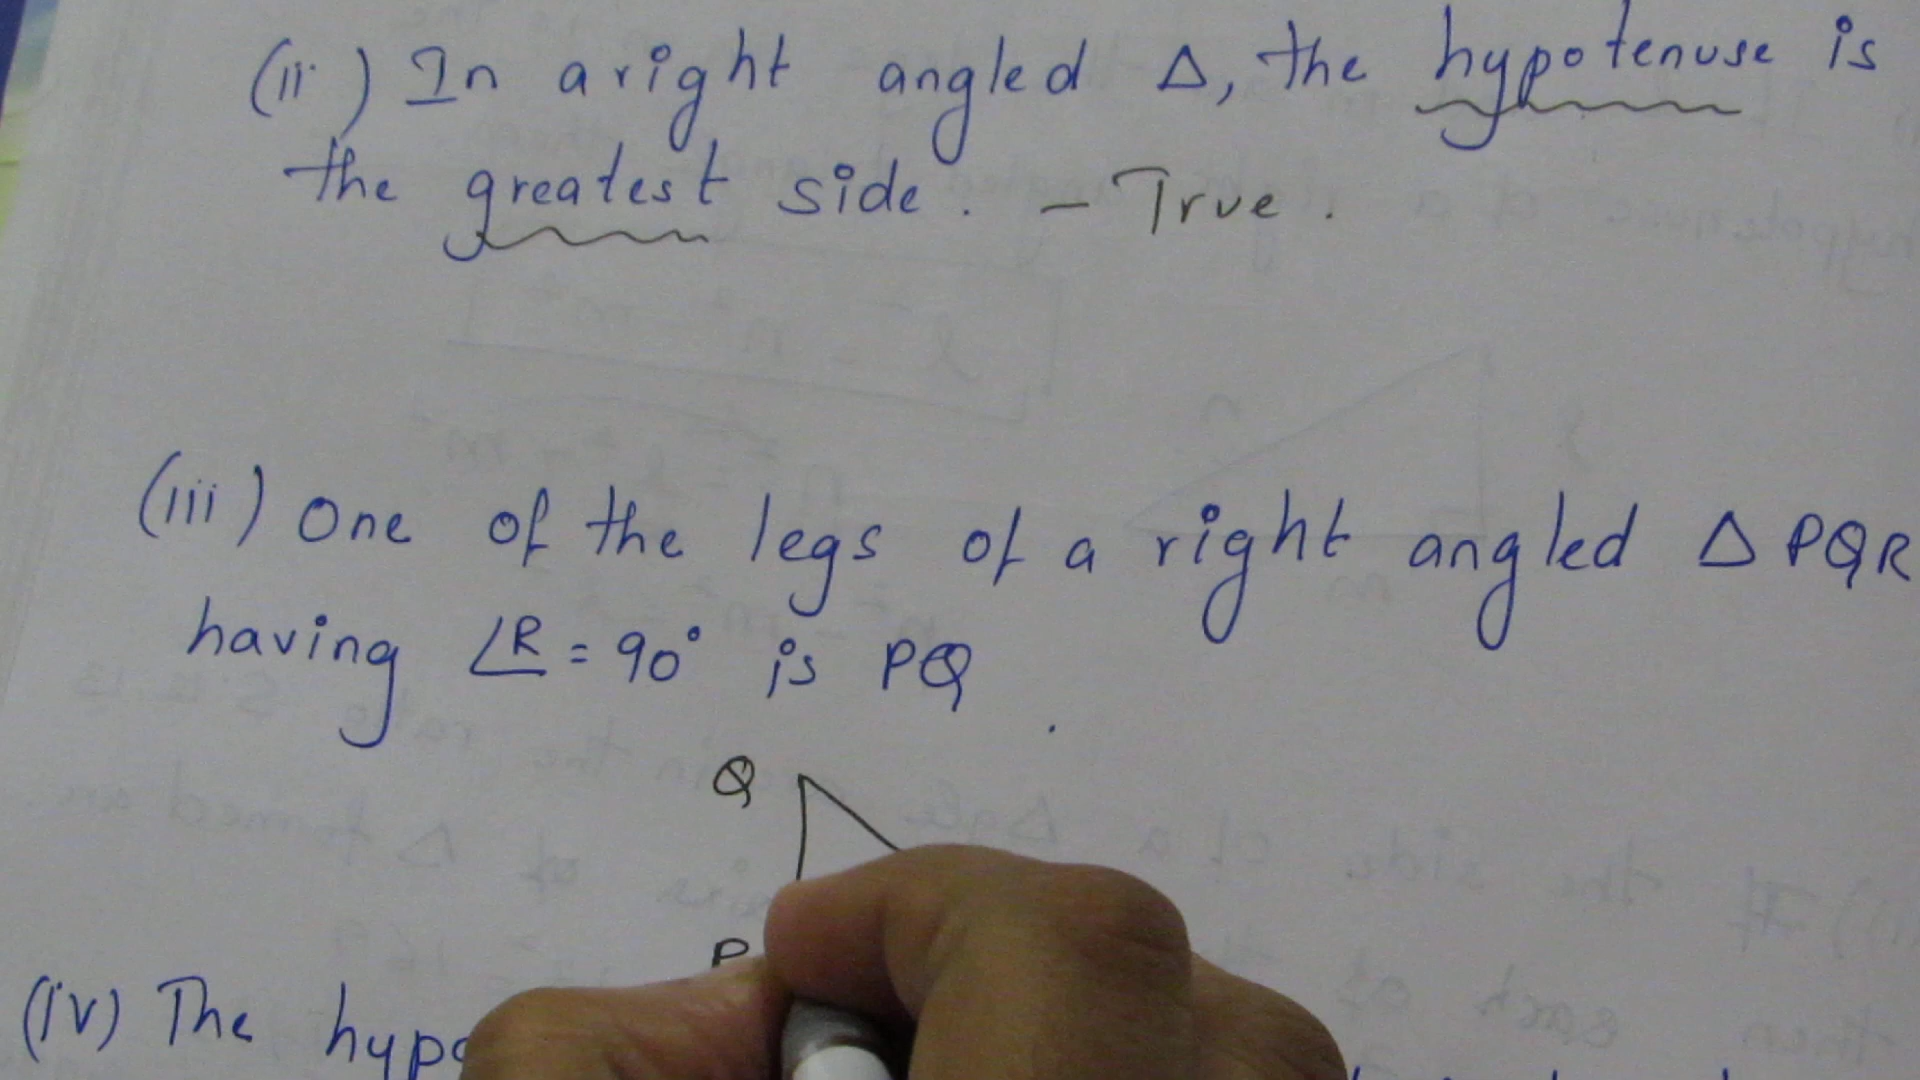 (ii) In a right angled Δ, the hypotenuse is
the greatest side. - True.
(iii) One of the legs of a right angled Δ PQR
having ∠R = 90° is PQ.
Q
P
(iv) The hypo